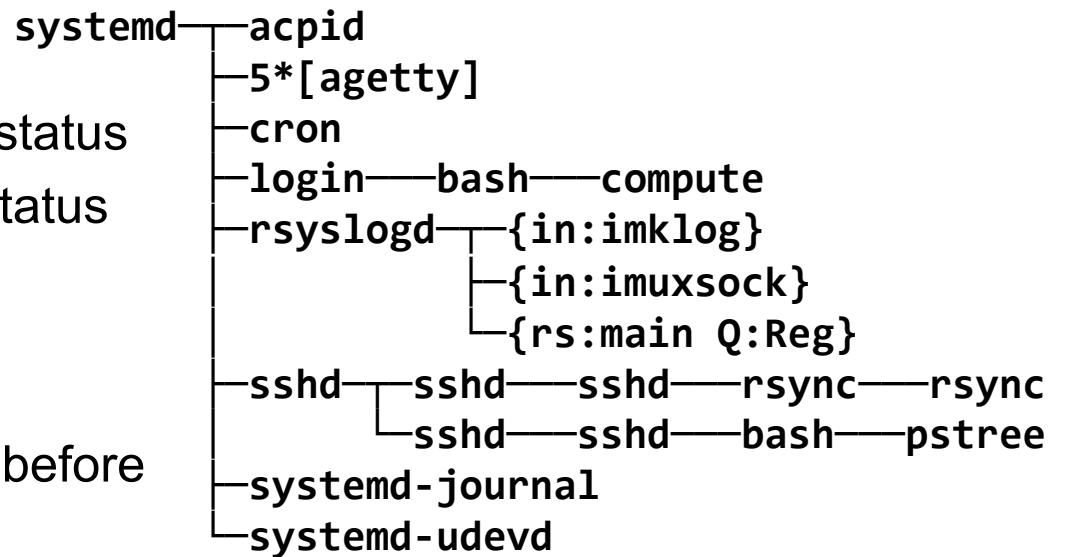 systemd─┬─acpid
├─5*[agetty]
status ├─cron
├─login───bash───compute
tatus ├─rsyslogd─┬─{in:imklog}
├─{in:imuxsock}
└─{rs:main Q:Reg}
├─sshd─┬─sshd───sshd───rsync───rsync
└─sshd───sshd───bash───pstree
before ├─systemd-journal
└─systemd-udevd